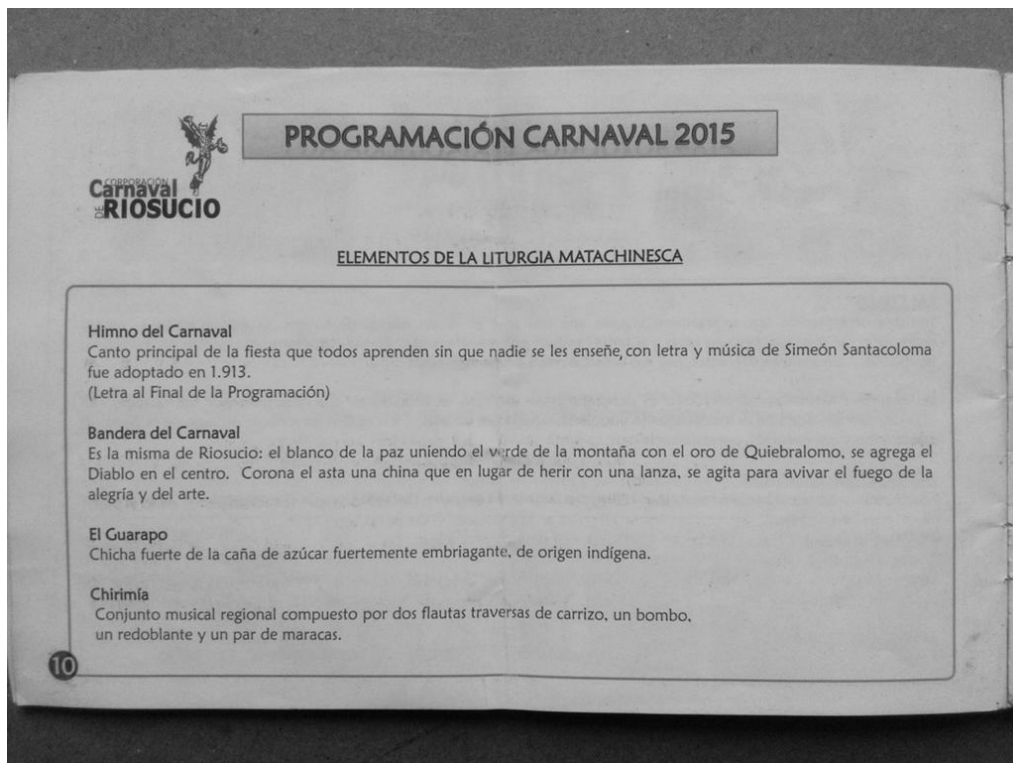 PROGRAMACIÓN CARNAVAL 2015
CORPORACIÓN
Carnaval
DE RIOSUCIO
ELEMENTOS DE LA LITURGIA MATACHINESCA
Himno del Carnaval
Canto principal de la fiesta que todos aprenden sin que nadie se les enseñe, con letra y música de Simeón Santacoloma
fue adoptado en 1.913.
(Letra al Final de la Programación)
Bandera del Carnaval
Es la misma de Riosucio: el blanco de la paz uniendo el verde de la montaña con el oro de Quiebralomo, se agrega el
Diablo en el centro. Corona el asta una china que en lugar de herir con una lanza, se agita para avivar el fuego de la
alegría y del arte.
El Guarapo
Chicha fuerte de la caña de azúcar fuertemente embriagante, de origen indígena.
Chirimía
Conjunto musical regional compuesto por dos flautas traversas de carrizo, un bombo,
un redoblante y un par de maracas.
10